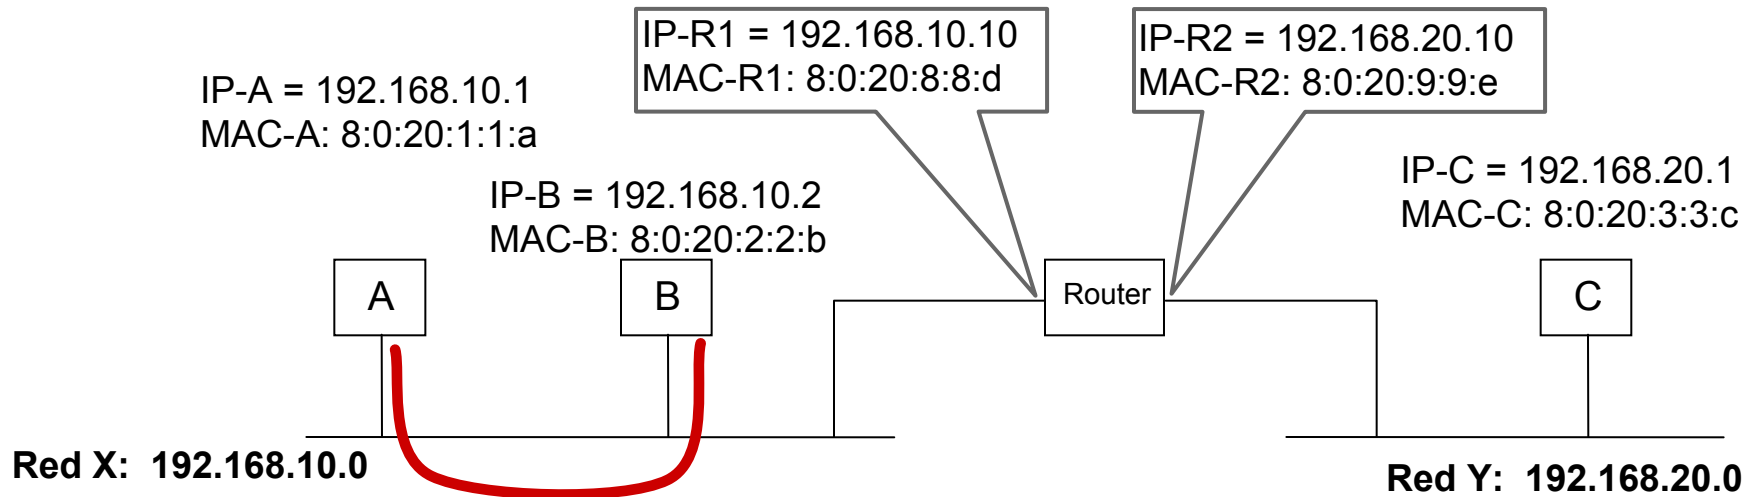 IP-R1 = 192.168.10.10
MAC-R1: 8:0:20:8:8:d
IP-R2 = 192.168.20.10
MAC-R2: 8:0:20:9:9:e
IP-A = 192.168.10.1
MAC-A: 8:0:20:1:1:a
IP-B = 192.168.10.2
MAC-B: 8:0:20:2:2:b
IP-C = 192.168.20.1
MAC-C: 8:0:20:3:3:c
A
B
Router
C
Red X: 192.168.10.0
Red Y: 192.168.20.0